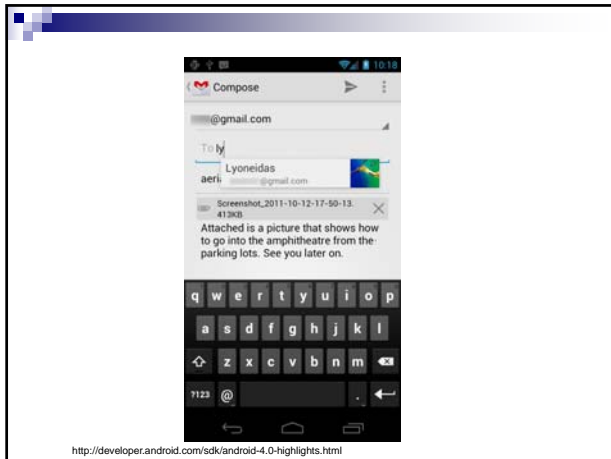 10:18
Compose
@gmail.com
To ly
Lyoneidas
@gmail.com
aeri
Screenshot_2011-10-12-17-50-13.
413KB
Attached is a picture that shows how
to go into the amphitheatre from the
parking lots. See you later on.
q w e r t y u i o p
a s d f g h j k l
z x c v b n m
?123 @ .
http://developer.android.com/sdk/android-4.0-highlights.html